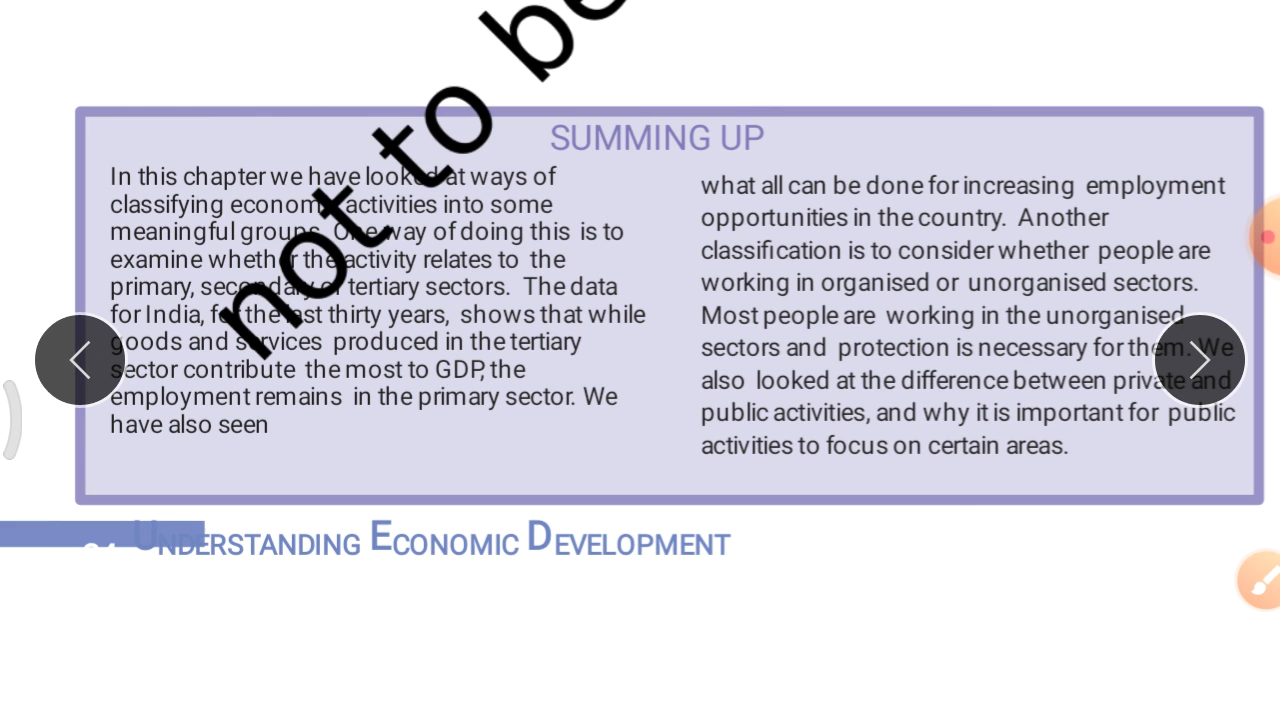 not to be
SUMMING UP
In this chapter we have looked at ways of
classifying economic activities into some
meaningful groups. One way of doing this is to
examine whether the activity relates to the
primary, secondary or tertiary sectors. The data
for India, for the last thirty years, shows that while
goods and services produced in the tertiary
sector contribute the most to GDP, the
employment remains in the primary sector. We
have also seen
what all can be done for increasing employment
opportunities in the country. Another
classification is to consider whether people are
working in organised or unorganised sectors.
Most people are working in the unorganised
sectors and protection is necessary for them. We
also looked at the difference between private and
public activities, and why it is important for public
activities to focus on certain areas.
UNDERSTANDING ECONOMIC DEVELOPMENT